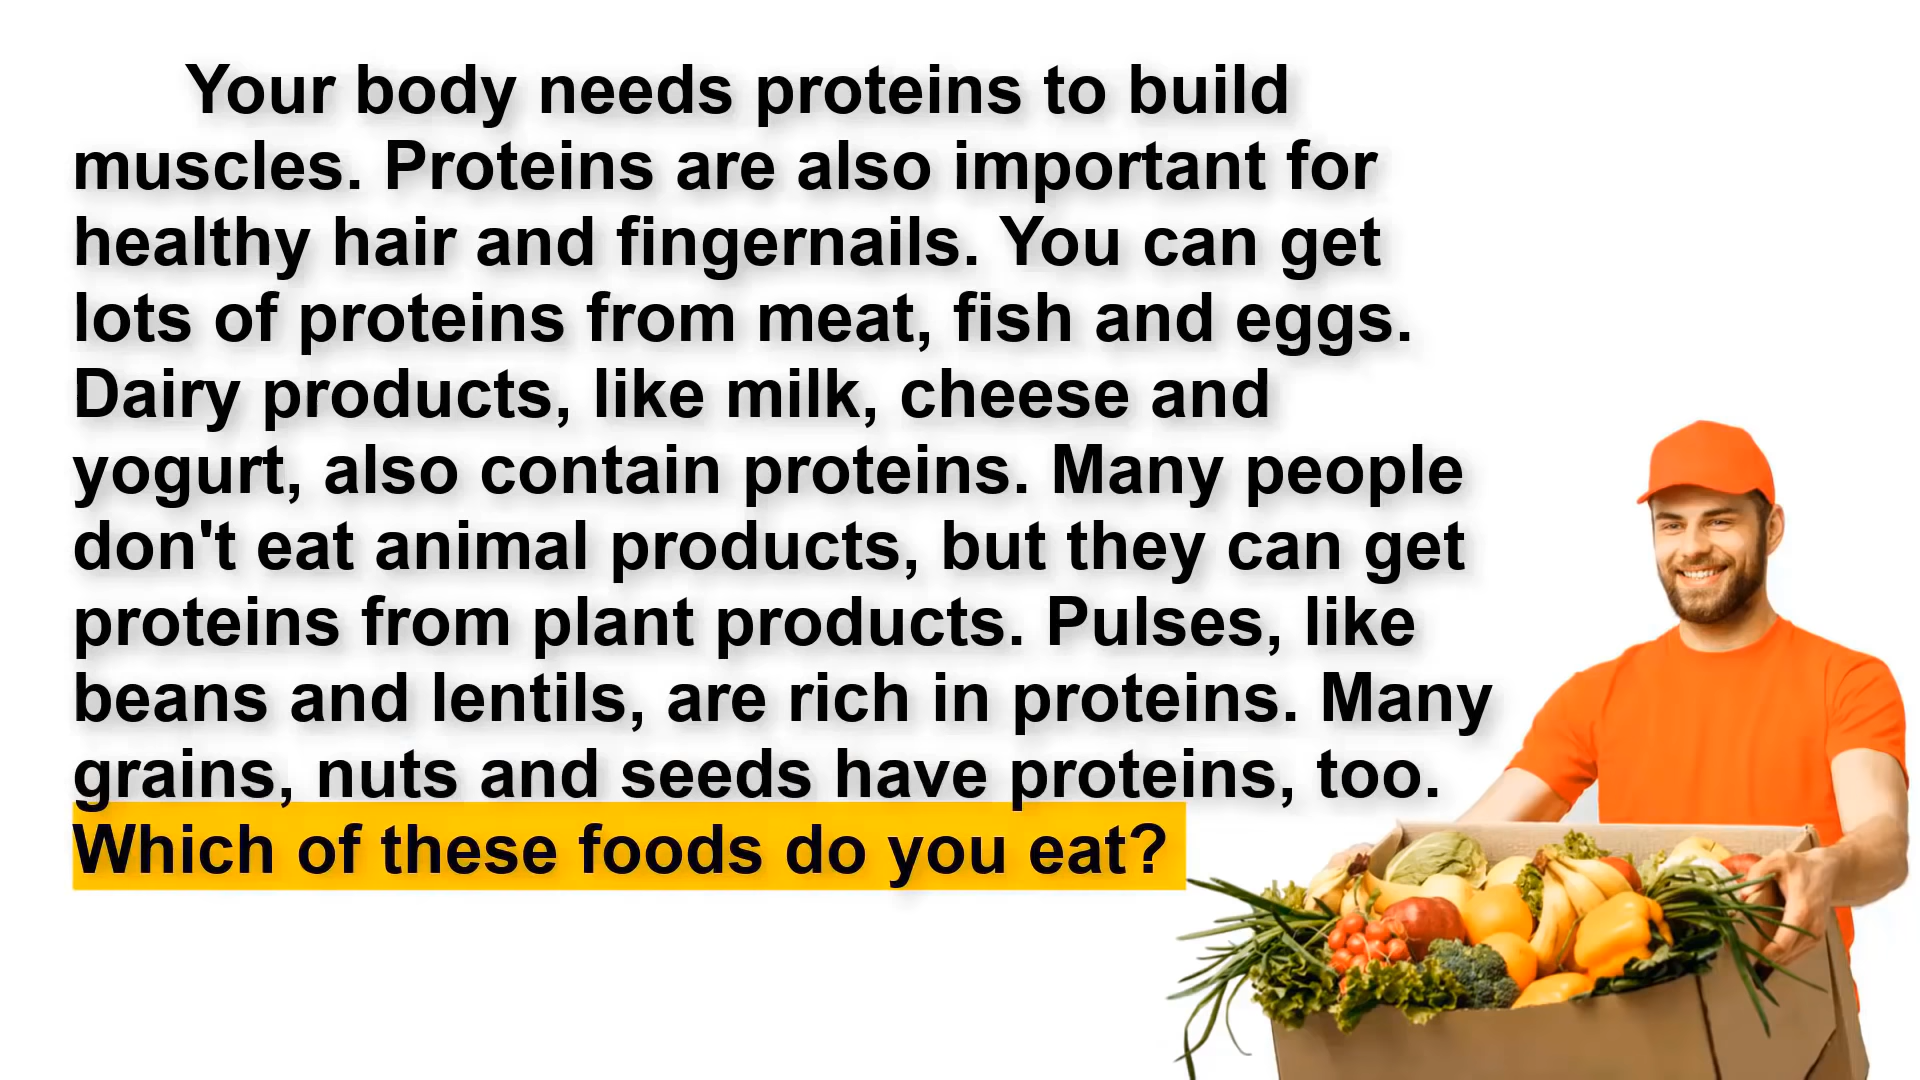 Your body needs proteins to build
muscles. Proteins are also important for
healthy hair and fingernails. You can get
lots of proteins from meat, fish and eggs.
Dairy products, like milk, cheese and
yogurt, also contain proteins. Many people
don't eat animal products, but they can get
proteins from plant products. Pulses, like
beans and lentils, are rich in proteins. Many
grains, nuts and seeds have proteins, too.
Which of these foods do you eat?